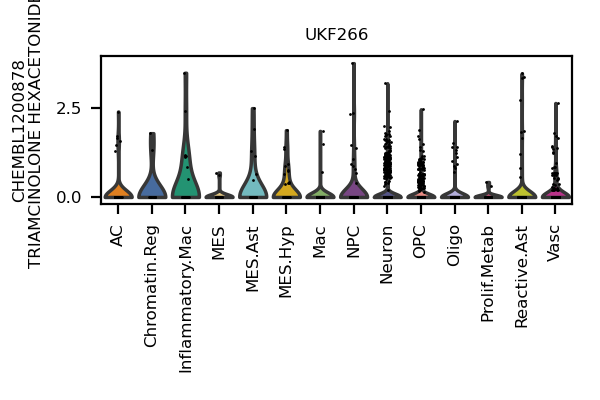 UKF266
CHEMBL1200878
TRIAMCINOLONE HEXACETONIDE
2.5
0.0
AC
Chromatin.Reg
Inflammatory.Mac
MES
MES.Ast
MES.Hyp
Mac
NPC
Neuron
OPC
Oligo
Prolif.Metab
Reactive.Ast
Vasc